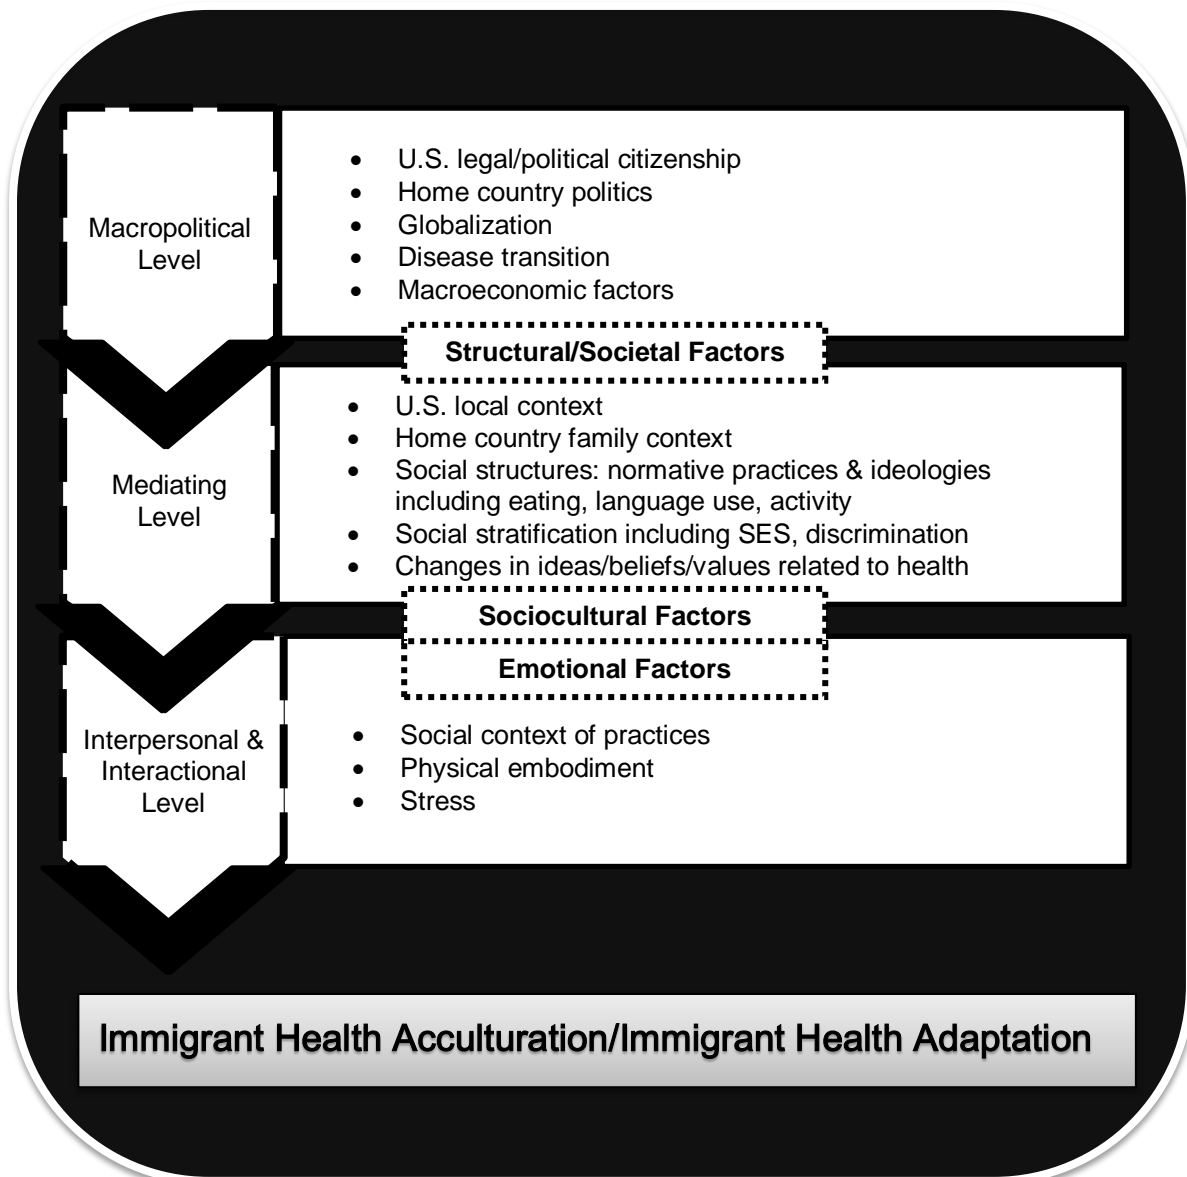 Macropolitical
Level
• U.S. legal/political citizenship
• Home country politics
• Globalization
• Disease transition
• Macroeconomic factors
Structural/Societal Factors
Mediating
Level
• U.S. local context
• Home country family context
• Social structures: normative practices & ideologies
including eating, language use, activity
• Social stratification including SES, discrimination
• Changes in ideas/beliefs/values related to health
Sociocultural Factors
Emotional Factors
Interpersonal &
Interactional
Level
• Social context of practices
• Physical embodiment
• Stress
Immigrant Health Acculturation/Immigrant Health Adaptation